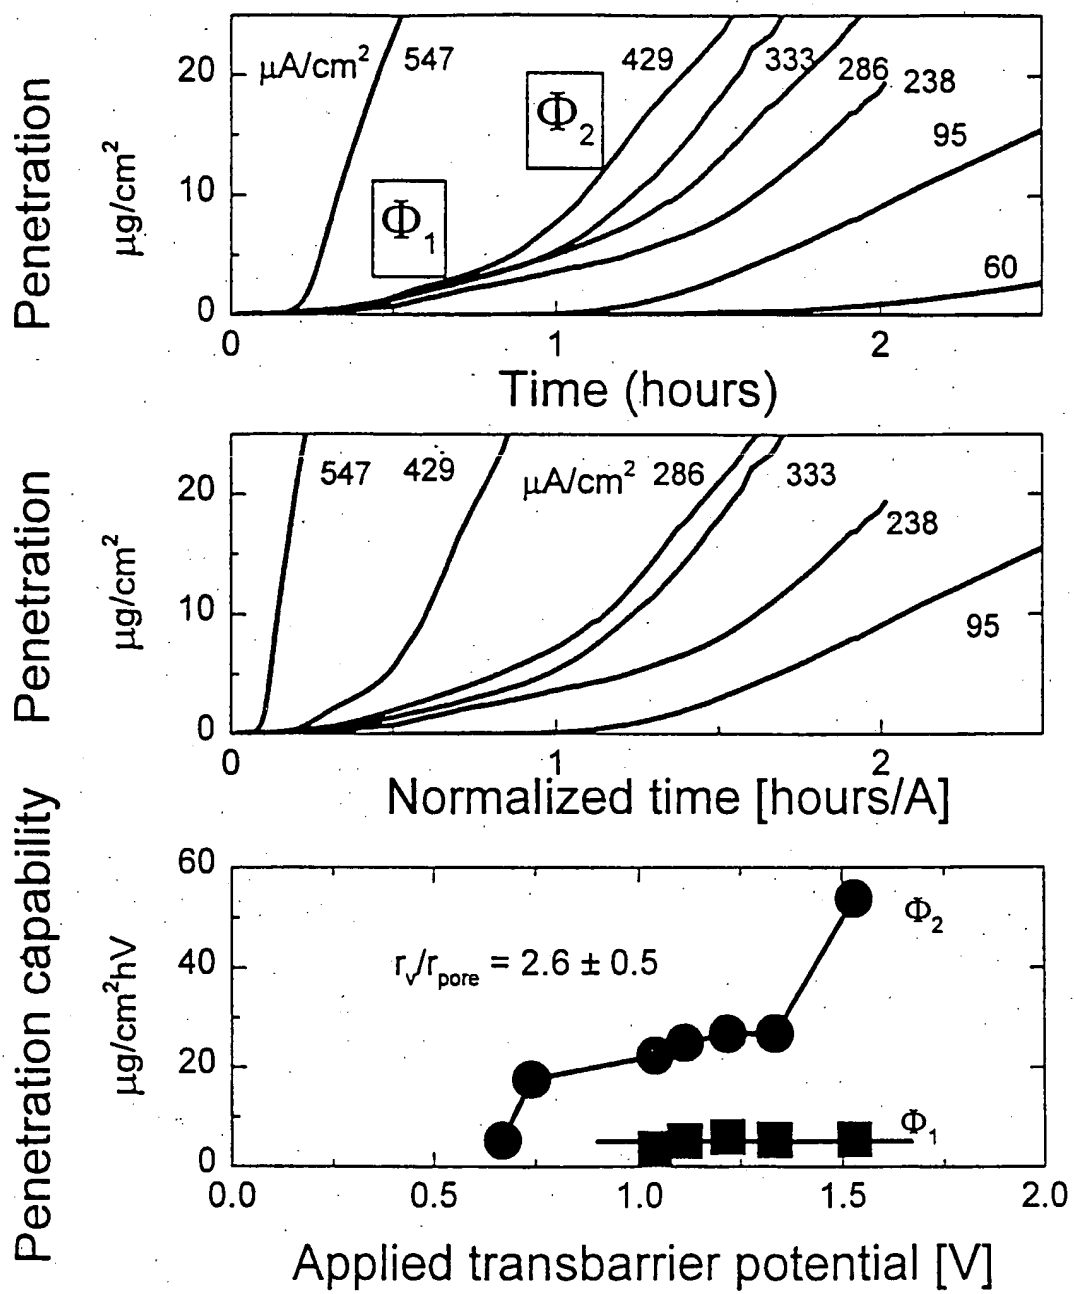 Penetration
μg/cm²
20
10
0
μA/cm² 547 429 333 286 238 95 60
Φ₁
Φ₂
0 1 2
Time (hours)
Penetration
μg/cm²
20
10
0
547 429 μA/cm² 286 333
238
95
0 1 2
Normalized time [hours/A]
Penetration capability
μg/cm²hV
60
40
20
0
rᵥ/r_pore = 2.6 ± 0.5
Φ₂
Φ₁
0.0 0.5 1.0 1.5 2.0
Applied transbarrier potential [V]